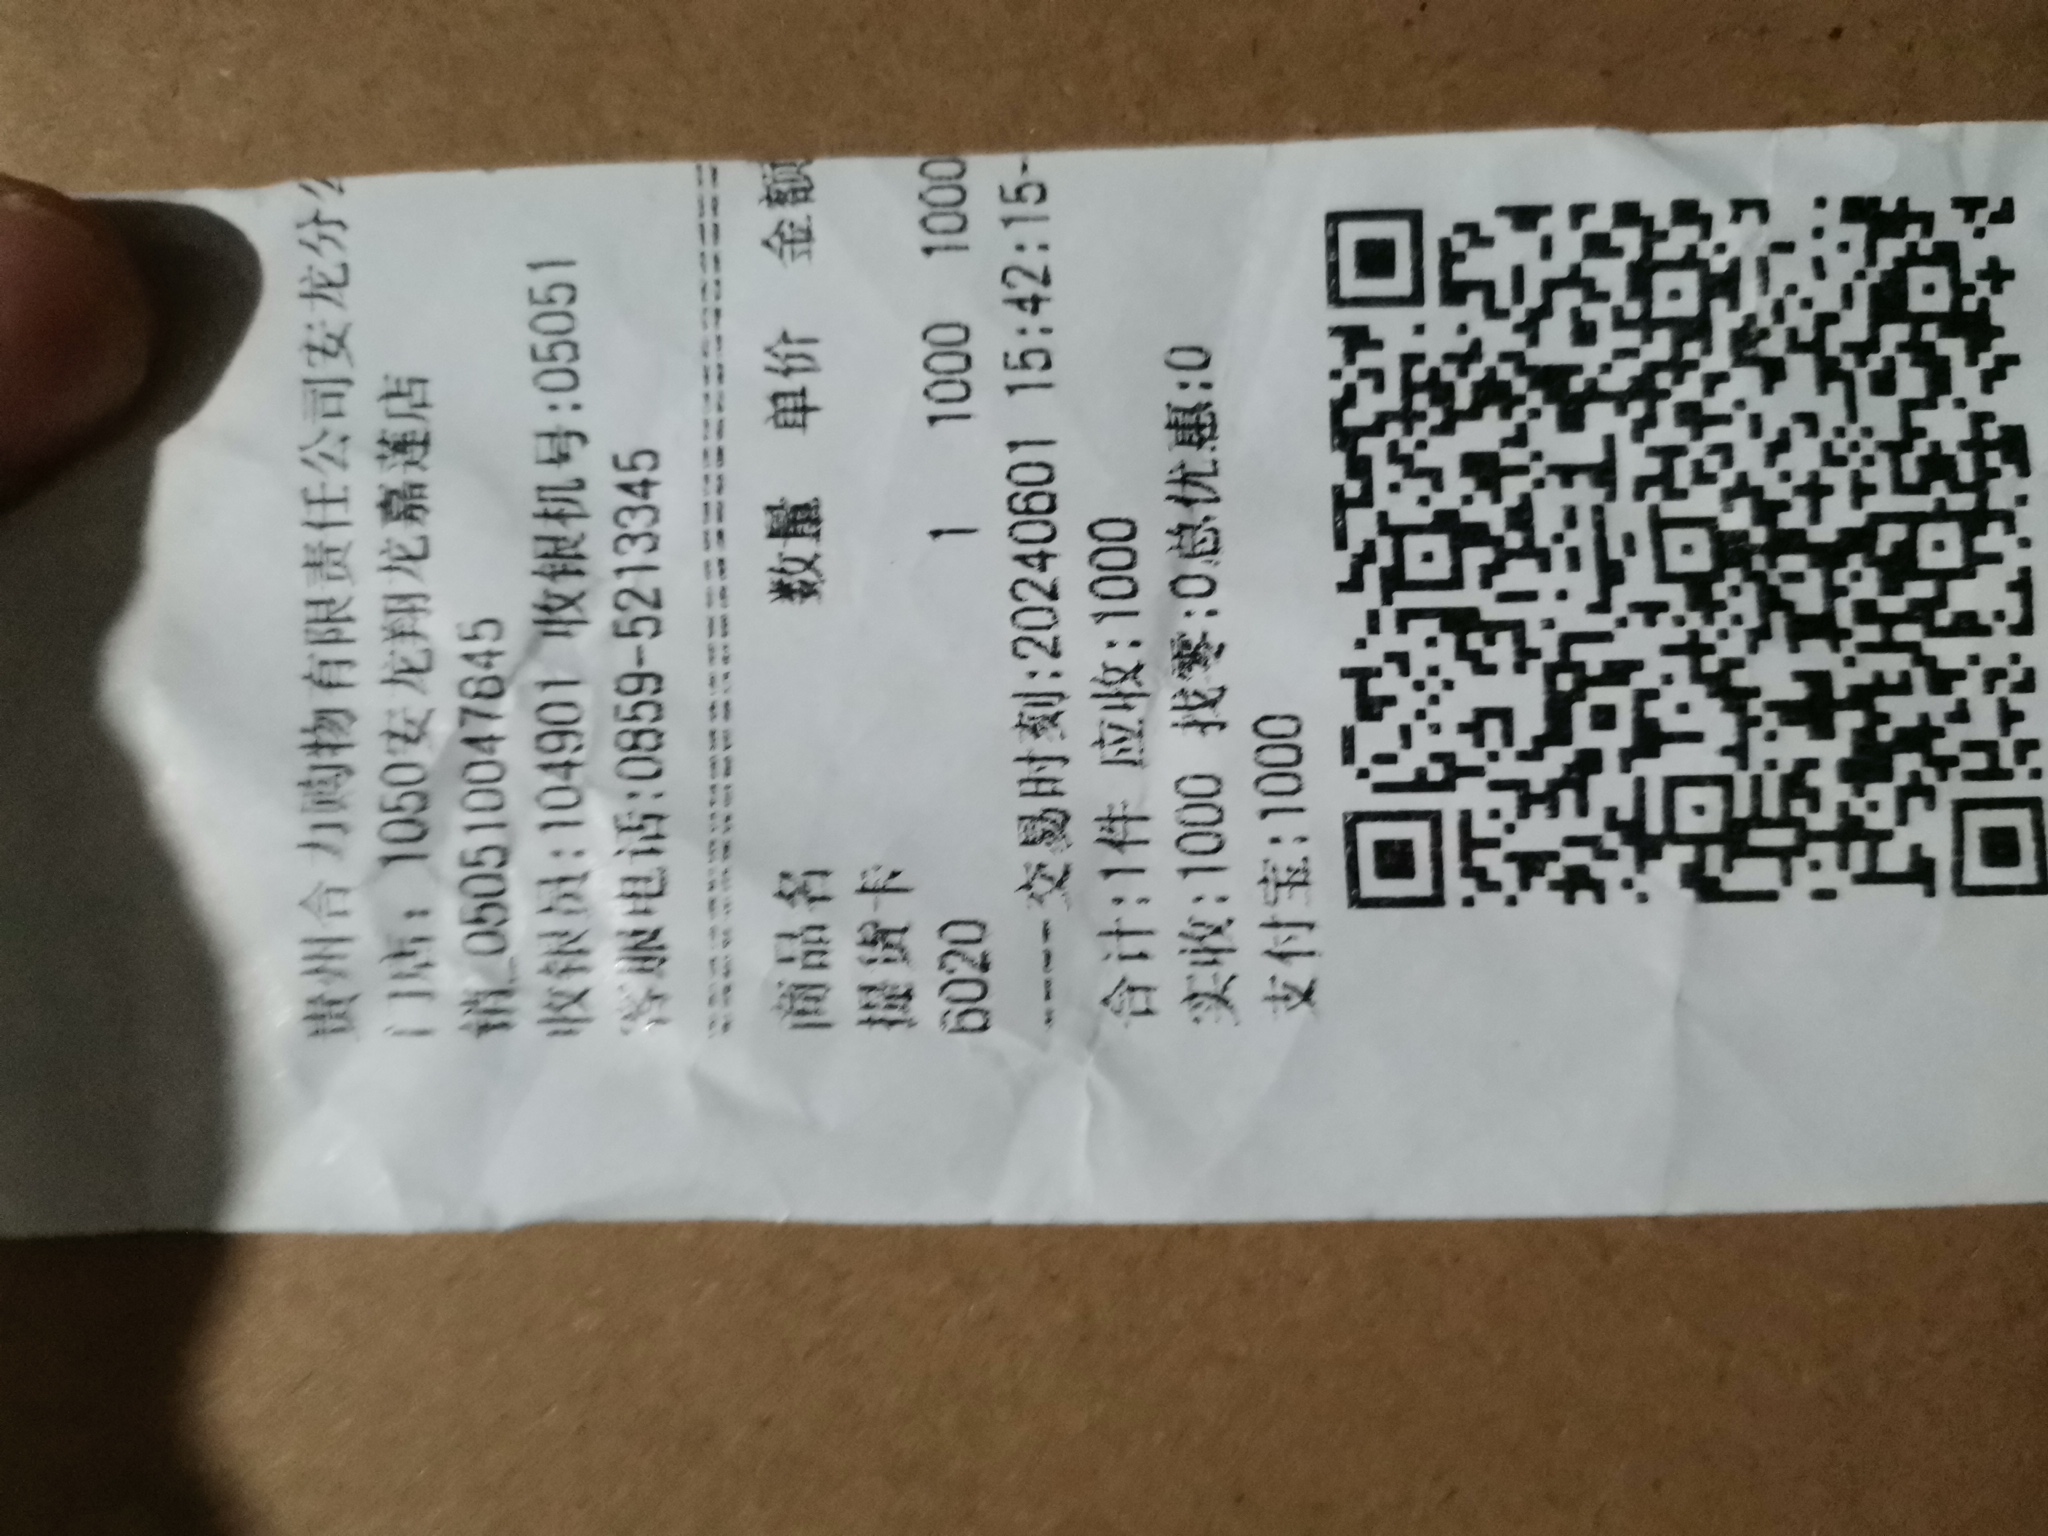 贵州合力购物有限责任公司安龙分公
门店: 1050安龙翔龙嘉莲店
销_0505100047845
收银员:104901 收银机号:05051
客服电话:0859-5213345
================================
商品名 数量 单价 金额
提货卡
6020 1 1000 1000
----交易时刻:20240601 15:42:15-
合计:1件 应收:1000
实收:1000 找零:0总优惠:0
支付宝:1000